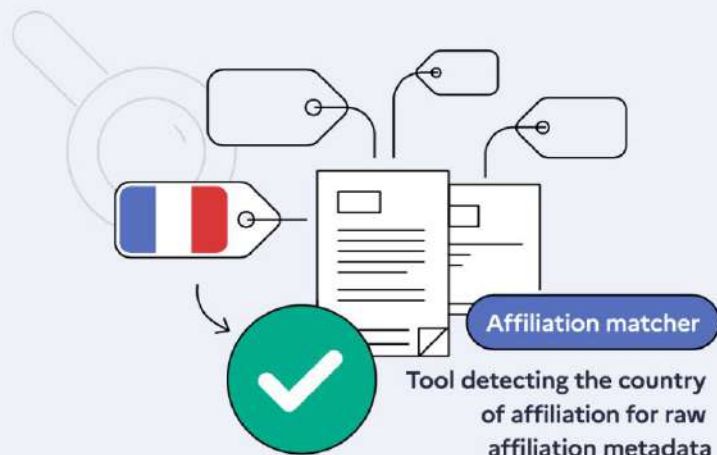 Affiliation matcher
Tool detecting the country
of affiliation for raw
affiliation metadata